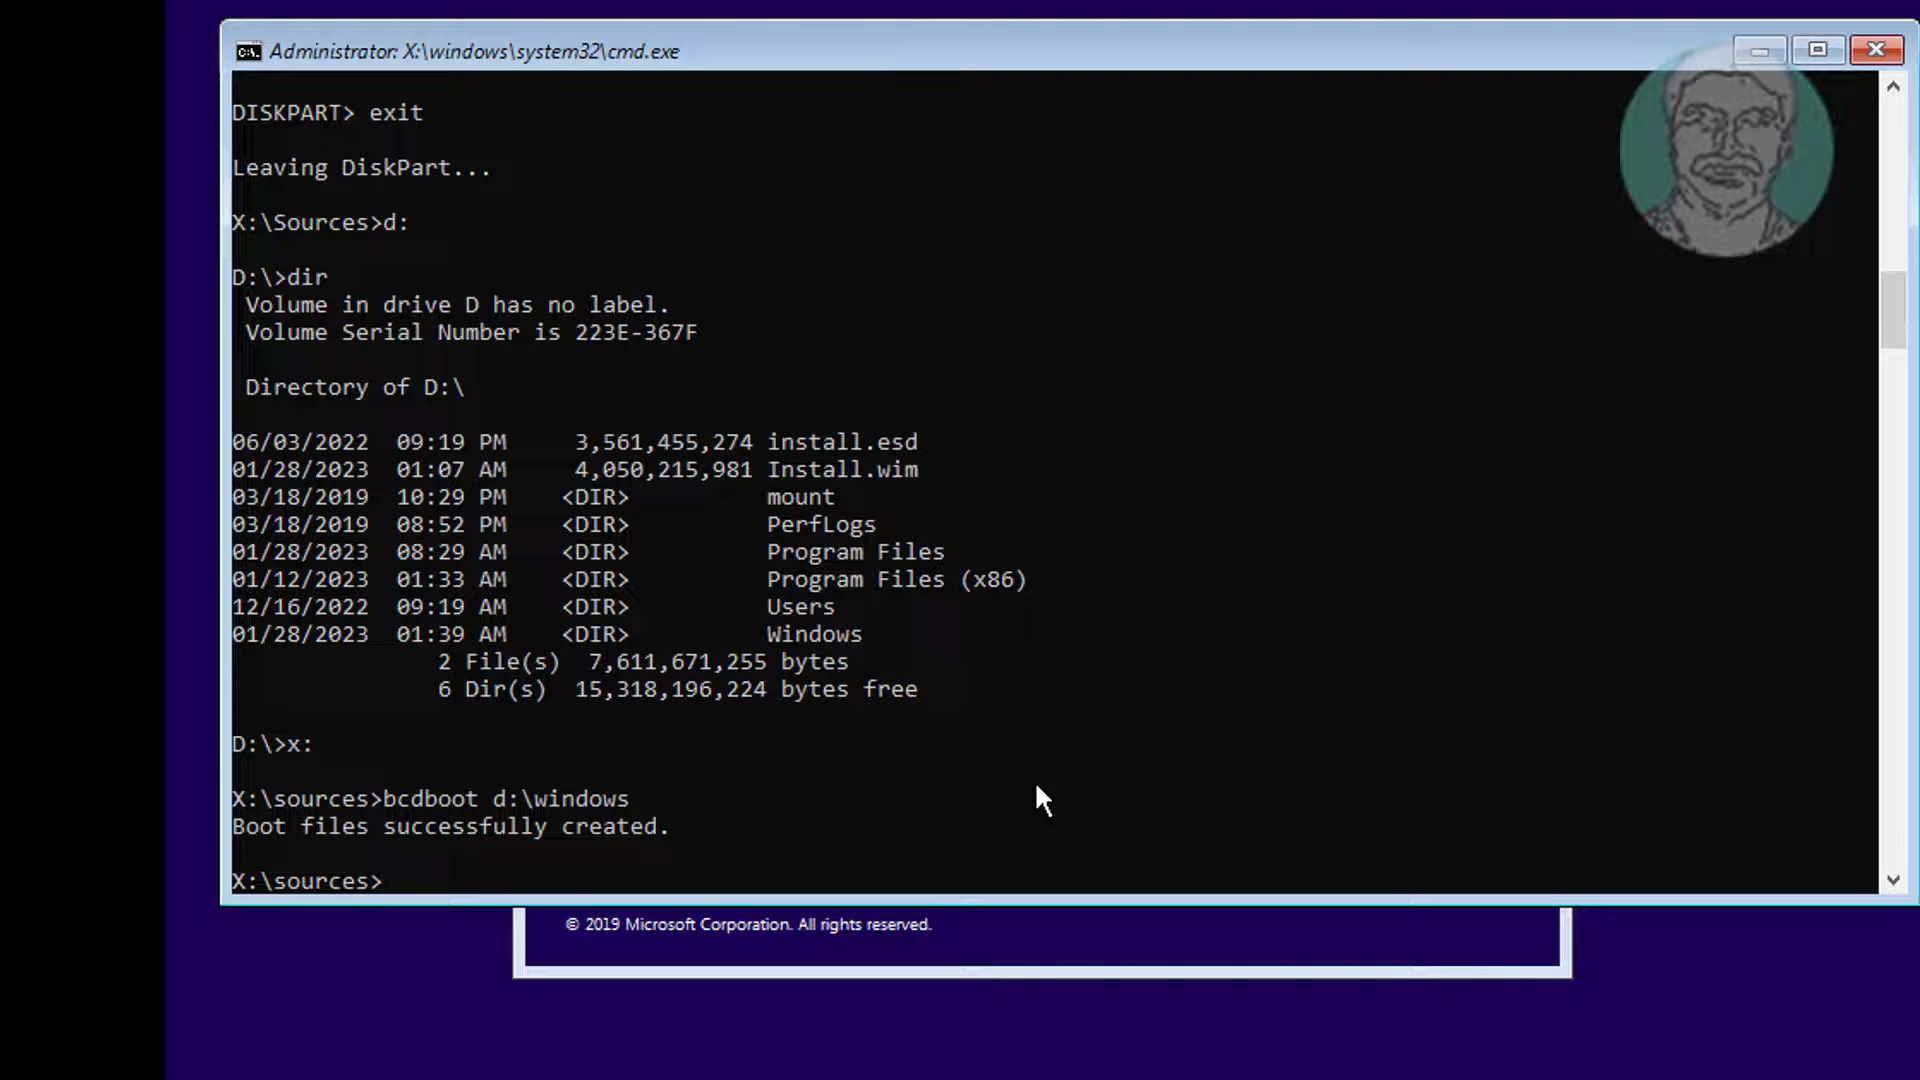 Administrator: X:\windows\system32\cmd.exe
DISKPART> exit
Leaving DiskPart...
X:\Sources>d:
D:\>dir
 Volume in drive D has no label.
 Volume Serial Number is 223E-367F
 Directory of D:\
06/03/2022  09:19 PM     3,561,455,274 install.esd
01/28/2023  01:07 AM     4,050,215,981 Install.wim
03/18/2019  10:29 PM    <DIR>          mount
03/18/2019  08:52 PM    <DIR>          PerfLogs
01/28/2023  08:29 AM    <DIR>          Program Files
01/12/2023  01:33 AM    <DIR>          Program Files (x86)
12/16/2022  09:19 AM    <DIR>          Users
01/28/2023  01:39 AM    <DIR>          Windows
               2 File(s)  7,611,671,255 bytes
               6 Dir(s)  15,318,196,224 bytes free
D:\>x:
X:\sources>bcdboot d:\windows
Boot files successfully created.
X:\sources>
© 2019 Microsoft Corporation. All rights reserved.